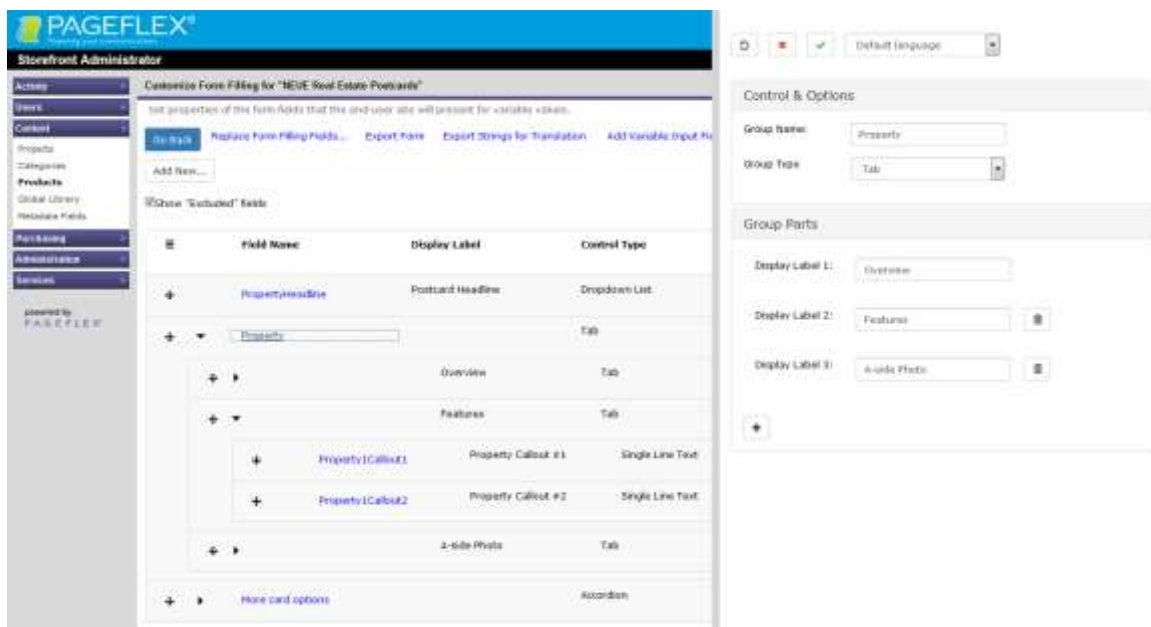 PAGEFLEX®
Storefront Administrator
Activity
Users
Content
Projects
Categories
Products
Global Library
Metadata Fields
Purchasing
Administration
Services
powered by
PAGEFLEX
Customize Form Filling for "NEUE Real Estate Postcards"
Set properties of the form fields that the end-user site will present for variable values.
Go Back Replace Form Filling Fields... Export Form Export Strings for Translation Add Variable Input Fie
Add New...
Show "Excluded" fields
Field Name Display Label Control Type
PropertyHeadline Postcard Headline Dropdown List
Property Tab
Overview Tab
Features Tab
Property1Callout1 Property Callout #1 Single Line Text
Property1Callout2 Property Callout #2 Single Line Text
A-side Photo Tab
More card options Accordion
Default language
Control & Options
Group Name: Property
Group Type Tab
Group Parts
Display Label 1: Overview
Display Label 2: Features
Display Label 3: A-side Photo